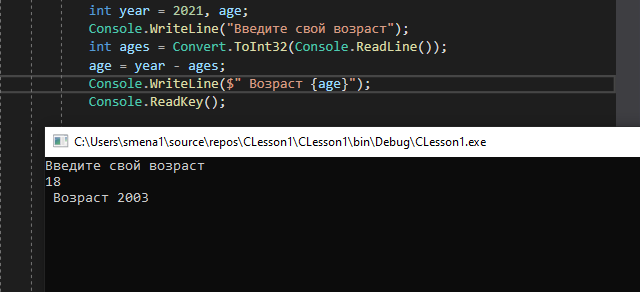 int year = 2021, age;
Console.WriteLine("Введите свой возраст");
int ages = Convert.ToInt32(Console.ReadLine());
age = year - ages;
Console.WriteLine($" Возраст {age}");
Console.ReadKey();
C:\Users\smena1\source\repos\CLesson1\CLesson1\bin\Debug\CLesson1.exe
Введите свой возраст
18
 Возраст 2003